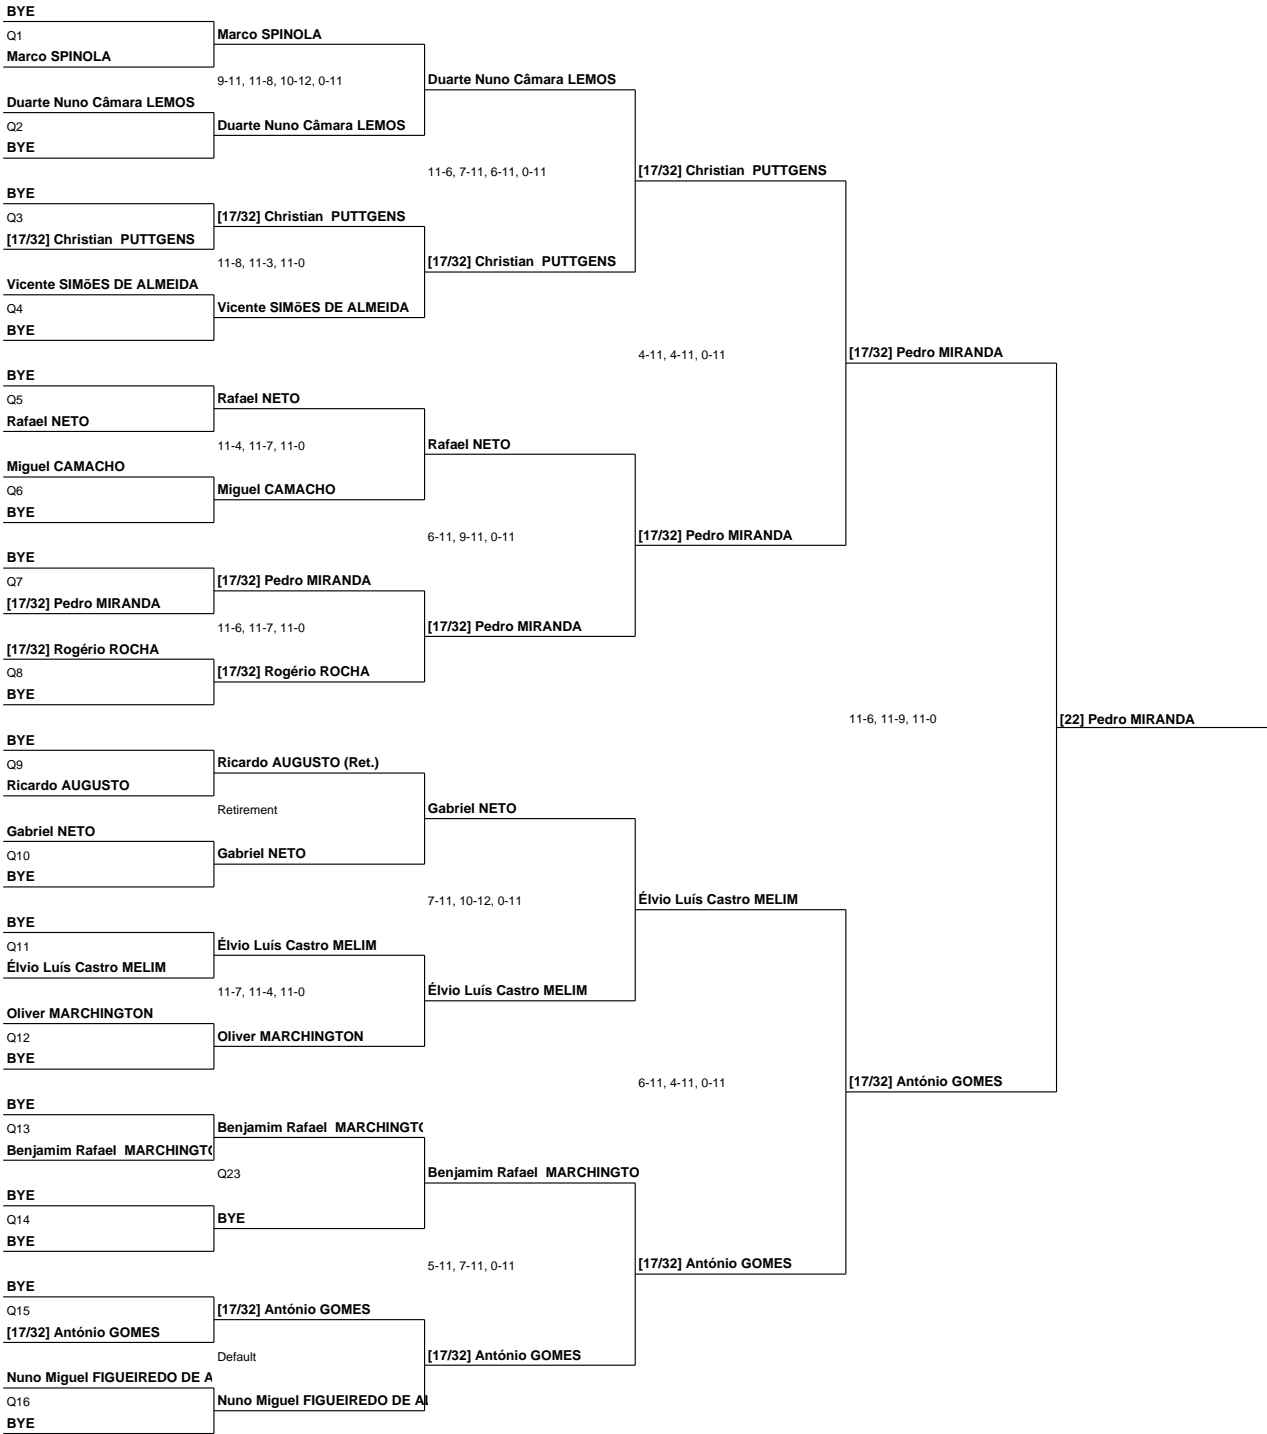 BYE
Q1
Marco SPINOLA
Marco SPINOLA
9-11, 11-8, 10-12, 0-11
Duarte Nuno Câmara LEMOS
Duarte Nuno Câmara LEMOS
Q2
Duarte Nuno Câmara LEMOS
BYE
11-6, 7-11, 6-11, 0-11
[17/32] Christian PUTTGENS
BYE
Q3
[17/32] Christian PUTTGENS
[17/32] Christian PUTTGENS
11-8, 11-3, 11-0
[17/32] Christian PUTTGENS
Vicente SIMõES DE ALMEIDA
Q4
Vicente SIMõES DE ALMEIDA
BYE
4-11, 4-11, 0-11
[17/32] Pedro MIRANDA
BYE
Q5
Rafael NETO
Rafael NETO
11-4, 11-7, 11-0
Rafael NETO
Miguel CAMACHO
Q6
Miguel CAMACHO
BYE
6-11, 9-11, 0-11
[17/32] Pedro MIRANDA
BYE
Q7
[17/32] Pedro MIRANDA
[17/32] Pedro MIRANDA
11-6, 11-7, 11-0
[17/32] Pedro MIRANDA
[17/32] Rogério ROCHA
Q8
[17/32] Rogério ROCHA
BYE
11-6, 11-9, 11-0
[22] Pedro MIRANDA
BYE
Q9
Ricardo AUGUSTO (Ret.)
Ricardo AUGUSTO
Retirement
Gabriel NETO
Gabriel NETO
Q10
Gabriel NETO
BYE
7-11, 10-12, 0-11
Élvio Luís Castro MELIM
BYE
Q11
Élvio Luís Castro MELIM
Élvio Luís Castro MELIM
11-7, 11-4, 11-0
Élvio Luís Castro MELIM
Oliver MARCHINGTON
Q12
Oliver MARCHINGTON
BYE
6-11, 4-11, 0-11
[17/32] António GOMES
BYE
Q13
Benjamim Rafael MARCHINGTO
Benjamim Rafael MARCHINGTO
Q23
Benjamim Rafael MARCHINGTO
BYE
Q14
BYE
BYE
5-11, 7-11, 0-11
[17/32] António GOMES
BYE
Q15
[17/32] António GOMES
[17/32] António GOMES
Default
[17/32] António GOMES
Nuno Miguel FIGUEIREDO DE A
Q16
Nuno Miguel FIGUEIREDO DE AL
BYE